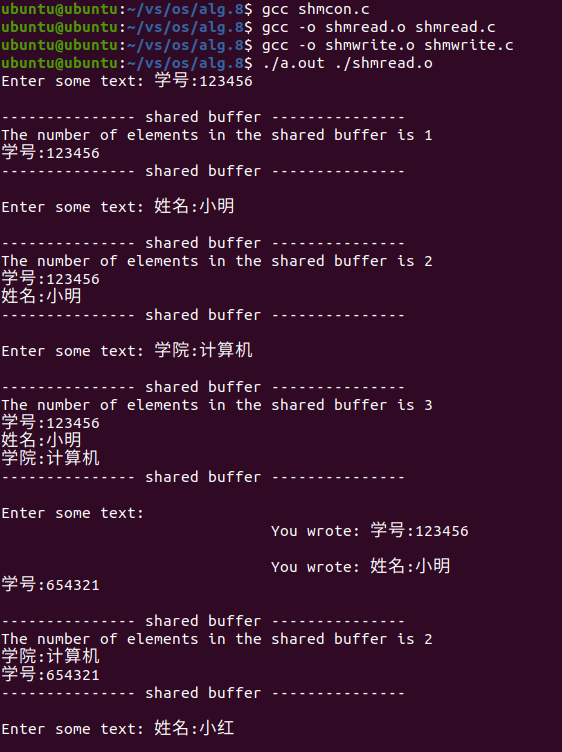 ubuntu@ubuntu:~/vs/os/alg.8$ gcc shmcon.c
ubuntu@ubuntu:~/vs/os/alg.8$ gcc -o shmread.o shmread.c
ubuntu@ubuntu:~/vs/os/alg.8$ gcc -o shmwrite.o shmwrite.c
ubuntu@ubuntu:~/vs/os/alg.8$ ./a.out ./shmread.o
Enter some text: 学号:123456
--------------- shared buffer ---------------
The number of elements in the shared buffer is 1
学号:123456
--------------- shared buffer ---------------
Enter some text: 姓名:小明
--------------- shared buffer ---------------
The number of elements in the shared buffer is 2
学号:123456
姓名:小明
--------------- shared buffer ---------------
Enter some text: 学院:计算机
--------------- shared buffer ---------------
The number of elements in the shared buffer is 3
学号:123456
姓名:小明
学院:计算机
--------------- shared buffer ---------------
Enter some text:
You wrote: 学号:123456
You wrote: 姓名:小明
学号:654321
--------------- shared buffer ---------------
The number of elements in the shared buffer is 2
学院:计算机
学号:654321
--------------- shared buffer ---------------
Enter some text: 姓名:小红